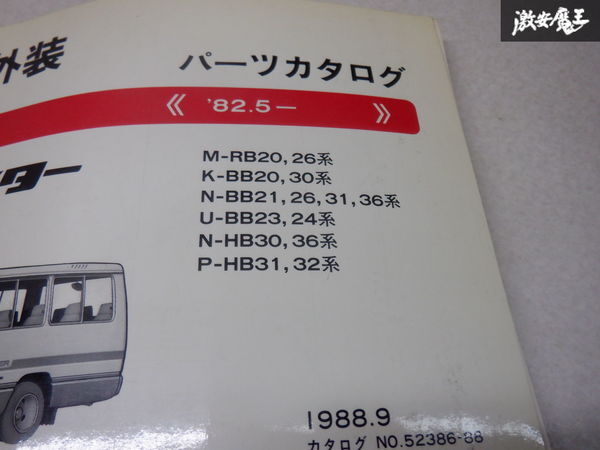 激安魔王
外装
パーツカタログ
《 '82.5— 》
ター
M-RB20, 26系
K-BB20, 30系
N-BB21, 26, 31, 36系
U-BB23, 24系
N-HB30, 36系
P-HB31, 32系
1988.9
カタログ NO.52386-88